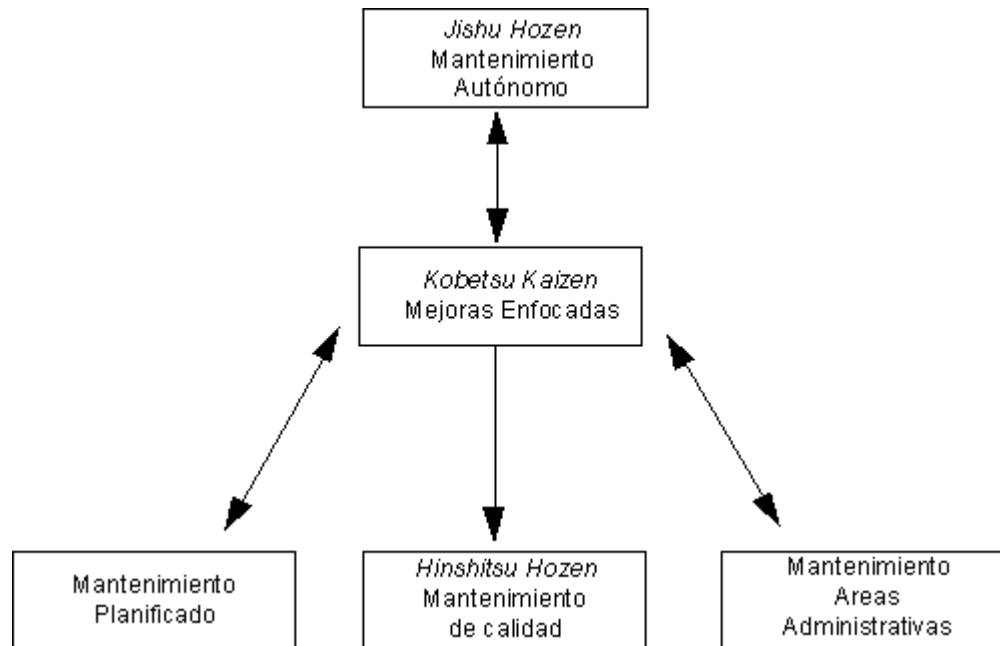 Jishu Hozen
Mantenimiento
Autónomo
Kobetsu Kaizen
Mejoras Enfocadas
Mantenimiento
Planificado
Hinshitsu Hozen
Mantenimiento
de calidad
Mantenimiento
Areas
Administrativas